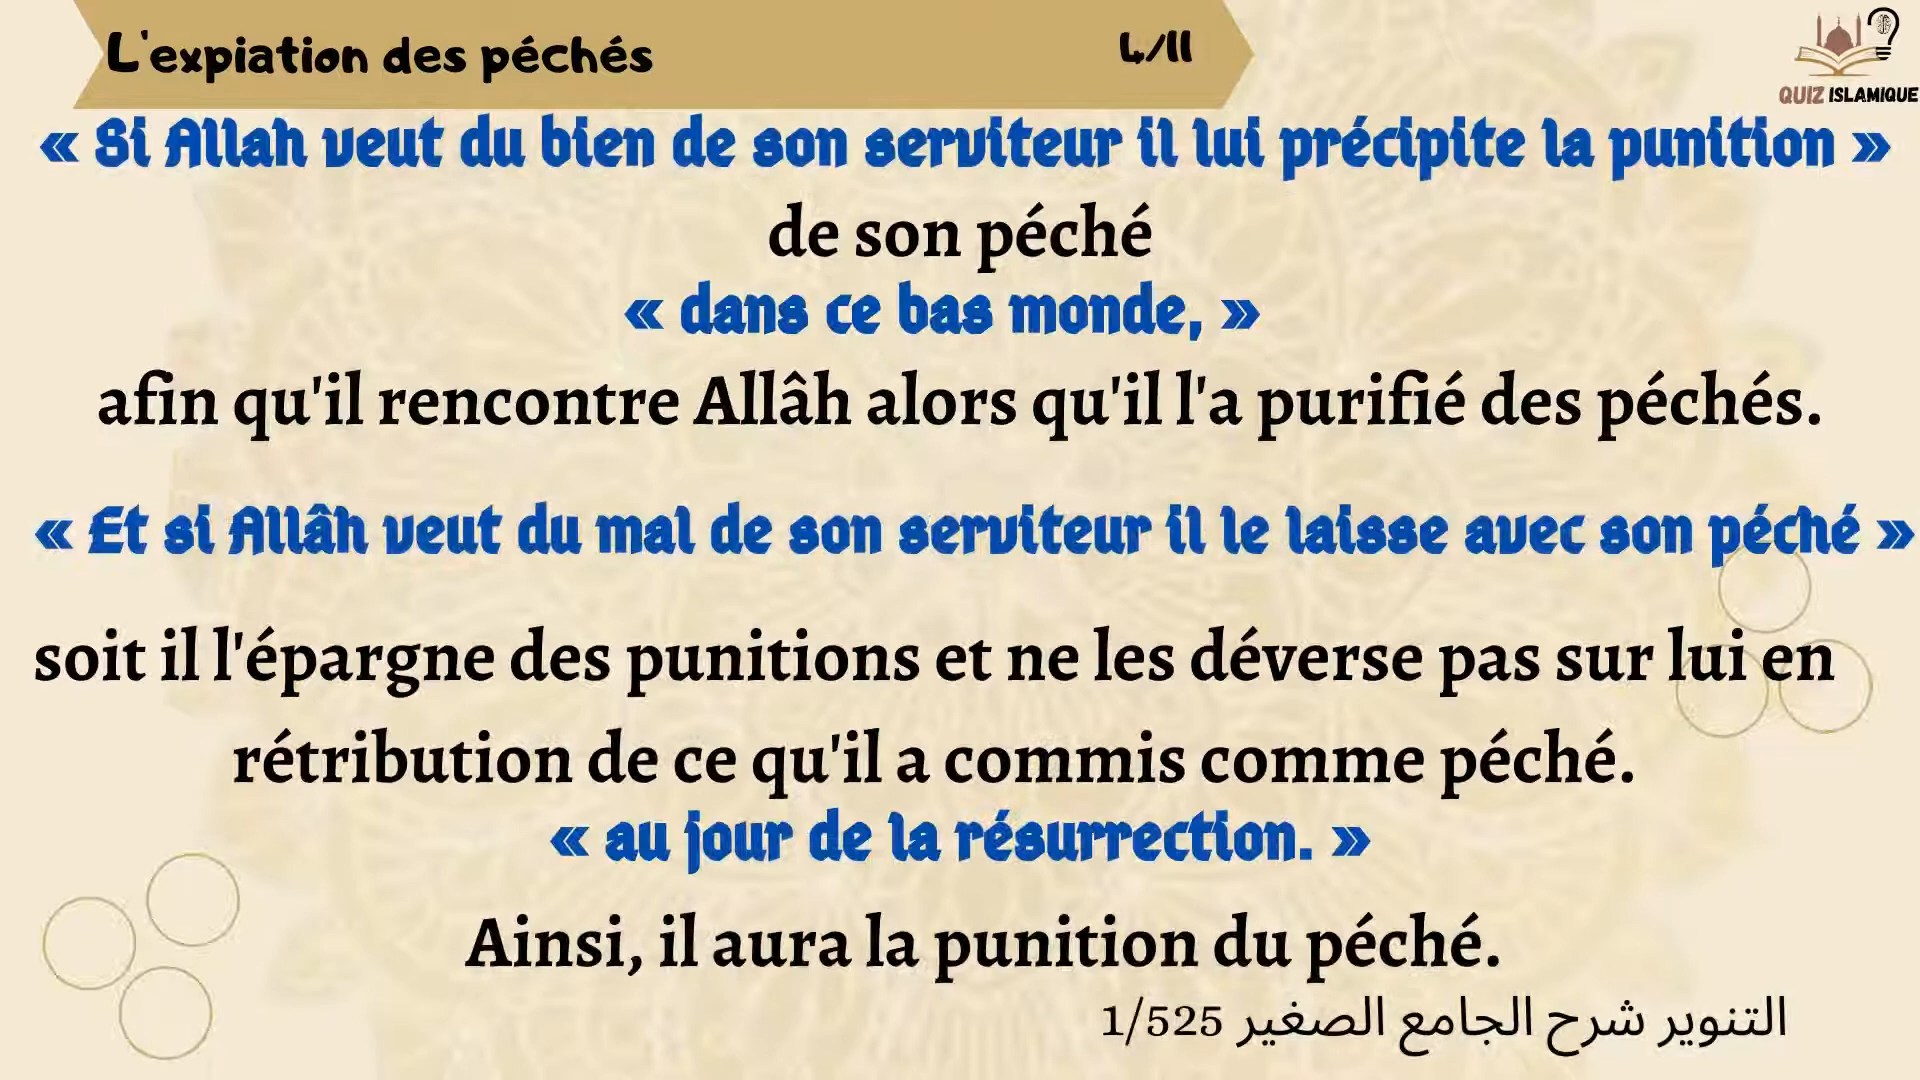 L'expiation des péchés
4/11
QUIZ ISLAMIQUE
« Si Allah veut du bien de son serviteur il lui précipite la punition »
de son péché
« dans ce bas monde, »
afin qu'il rencontre Allâh alors qu'il l'a purifié des péchés.
« Et si Allâh veut du mal de son serviteur il le laisse avec son péché »
soit il l'épargne des punitions et ne les déverse pas sur lui en
rétribution de ce qu'il a commis comme péché.
« au jour de la résurrection. »
Ainsi, il aura la punition du péché.
التنوير شرح الجامع الصغير 1/525